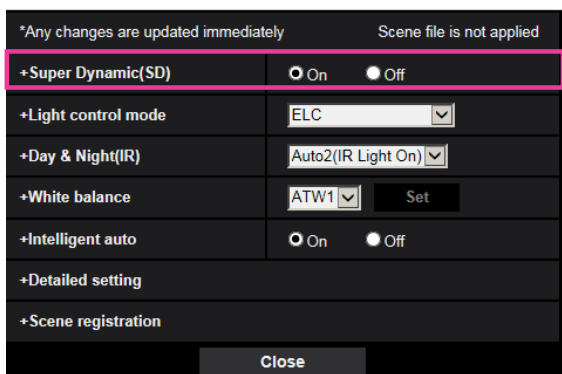 *Any changes are updated immediately Scene file is not applied
+Super Dynamic(SD) On Off
+Light control mode ELC
+Day & Night(IR) Auto2(IR Light On)
+White balance ATW1 Set
+Intelligent auto On Off
+Detailed setting
+Scene registration
Close